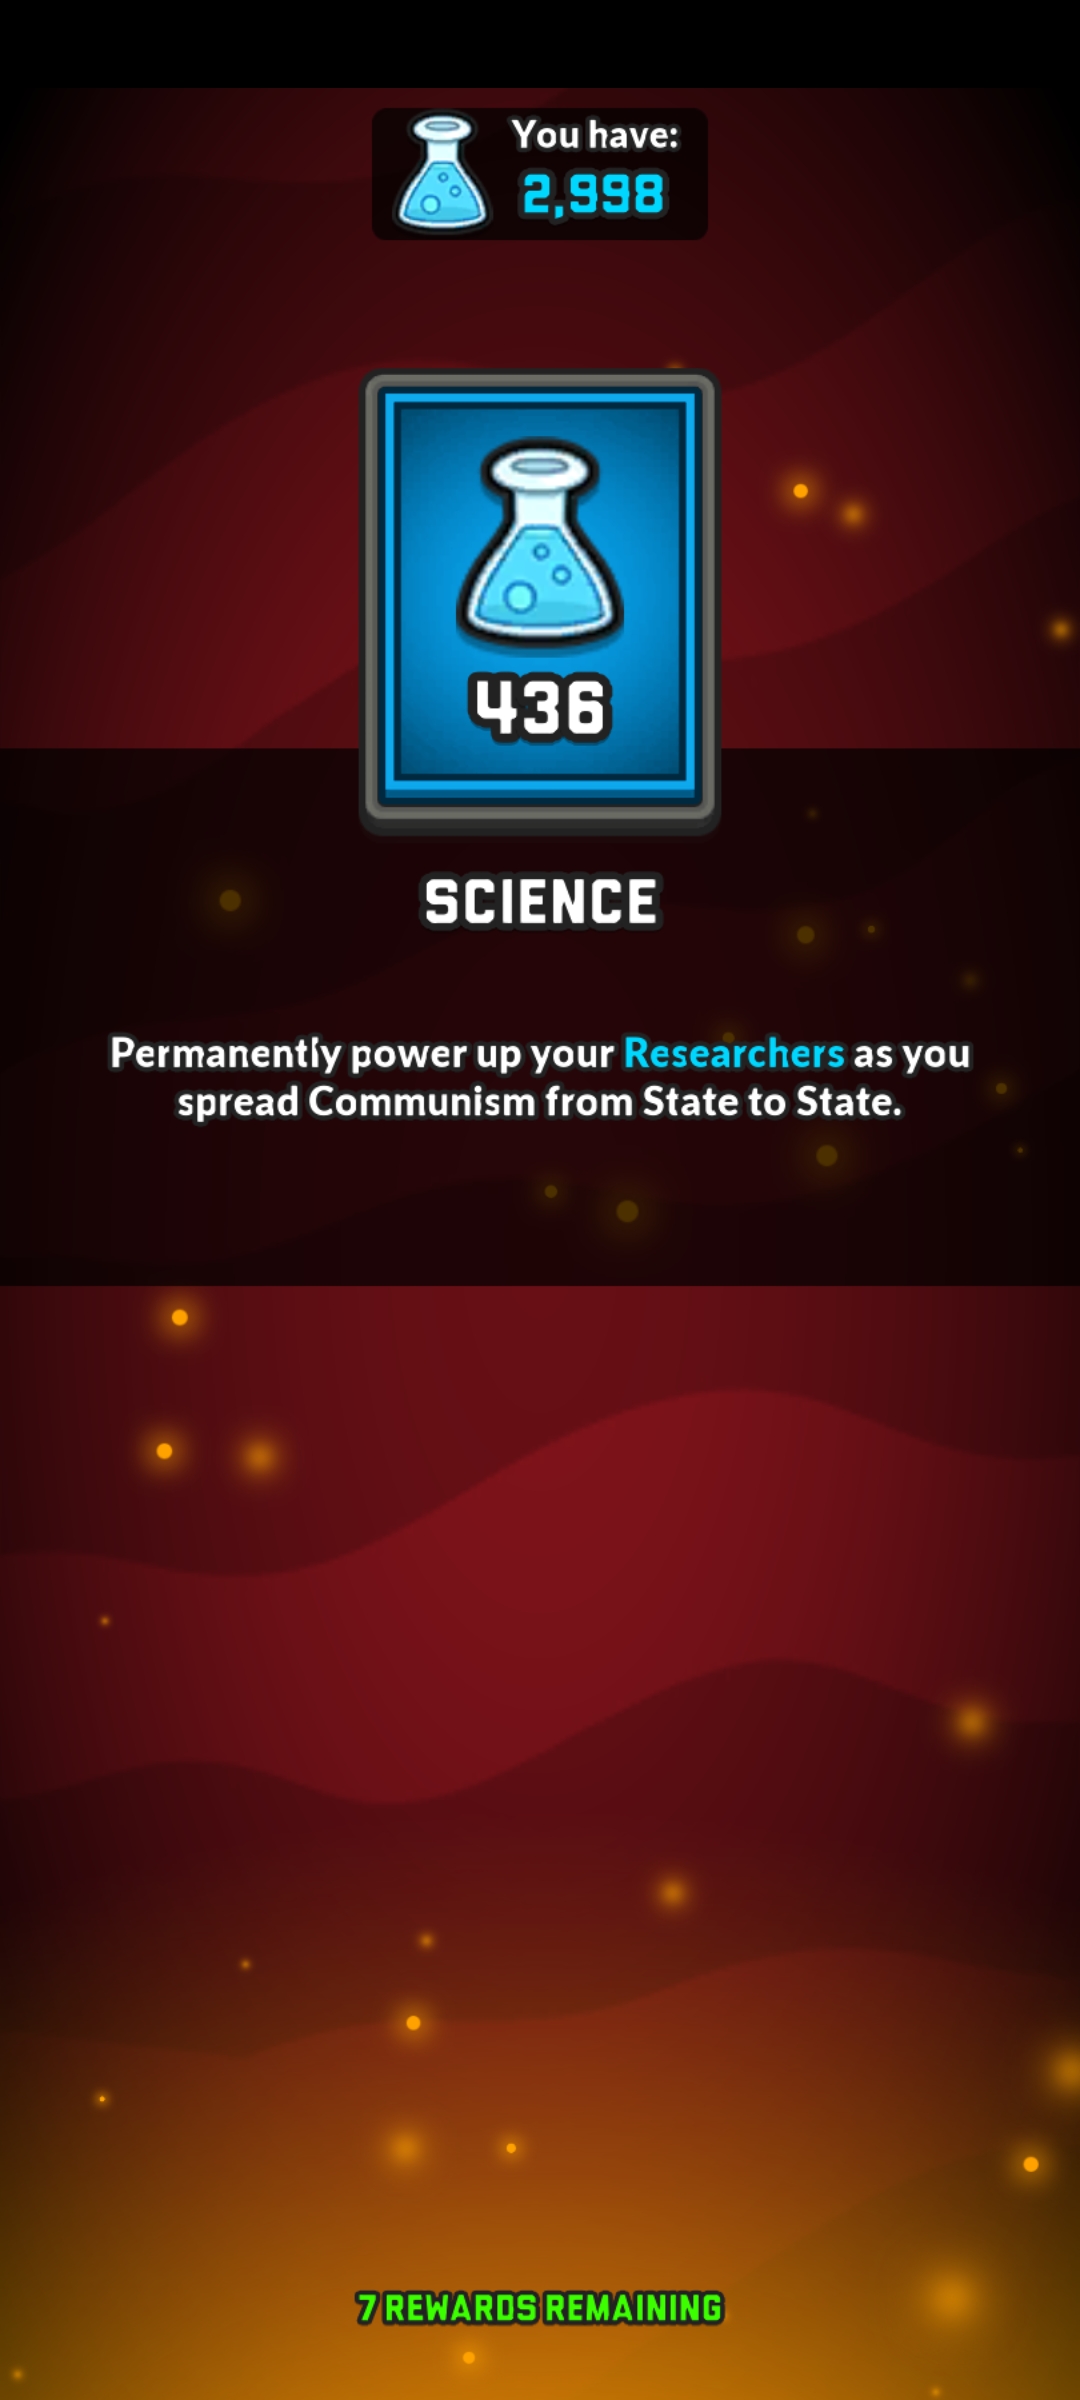 You have:
2,998
436
SCIENCE
Permanently power up your Researchers as you
spread Communism from State to State.
7 REWARDS REMAINING